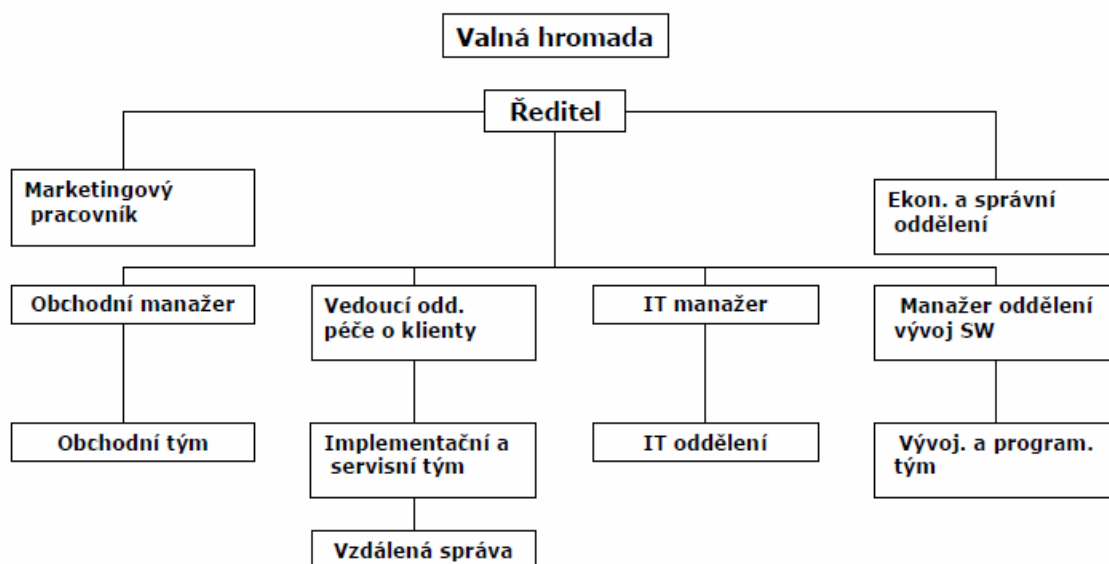 Valná hromada
Ředitel
Marketingový
pracovník
Ekon. a správní
oddělení
Obchodní manažer
Vedoucí odd.
péče o klienty
IT manažer
Manažer oddělení
vývoj SW
Obchodní tým
Implementační a
servisní tým
IT oddělení
Vývoj. a program.
tým
Vzdálená správa